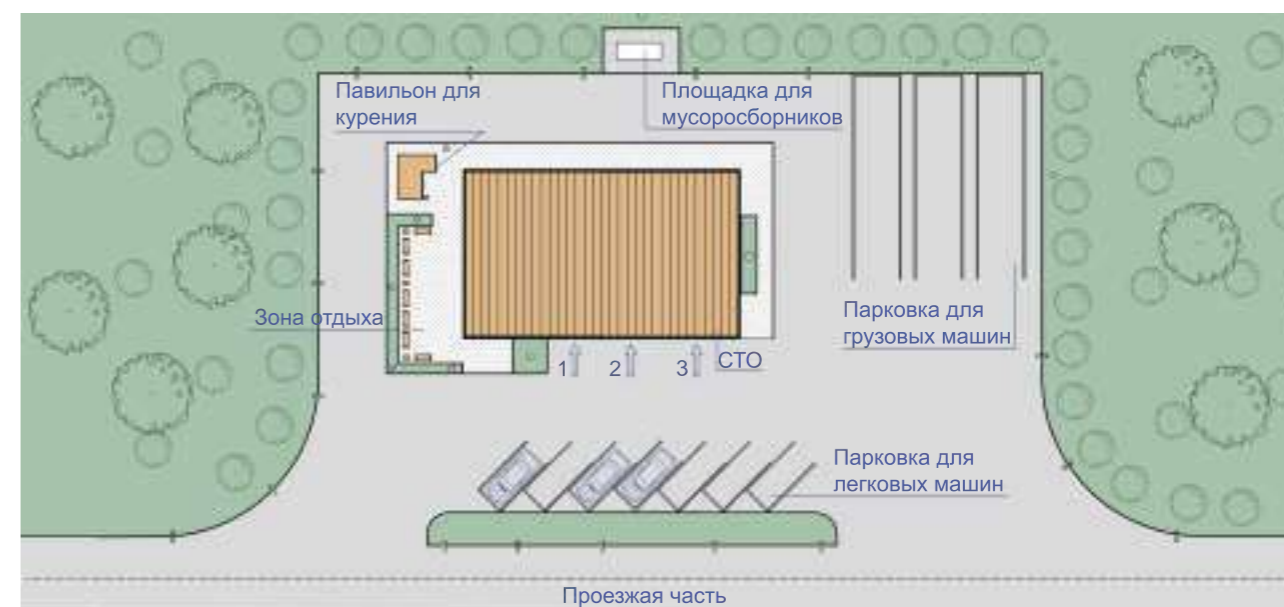 Павильон для
курения
Площадка для
мусоросборников
Зона отдыха
Парковка для
грузовых машин
1 2 3 СТО
Парковка для
легковых машин
Проезжая часть